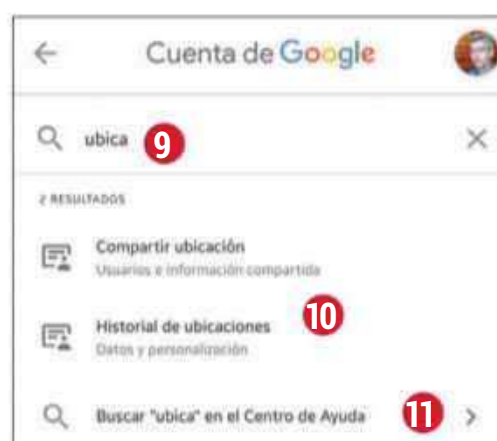 Cuenta de Google
ubica 9
2 RESULTADOS
Compartir ubicación
Usuarios e información compartida
Historial de ubicaciones 10
Datos y personalización
Buscar "ubica" en el Centro de Ayuda 11